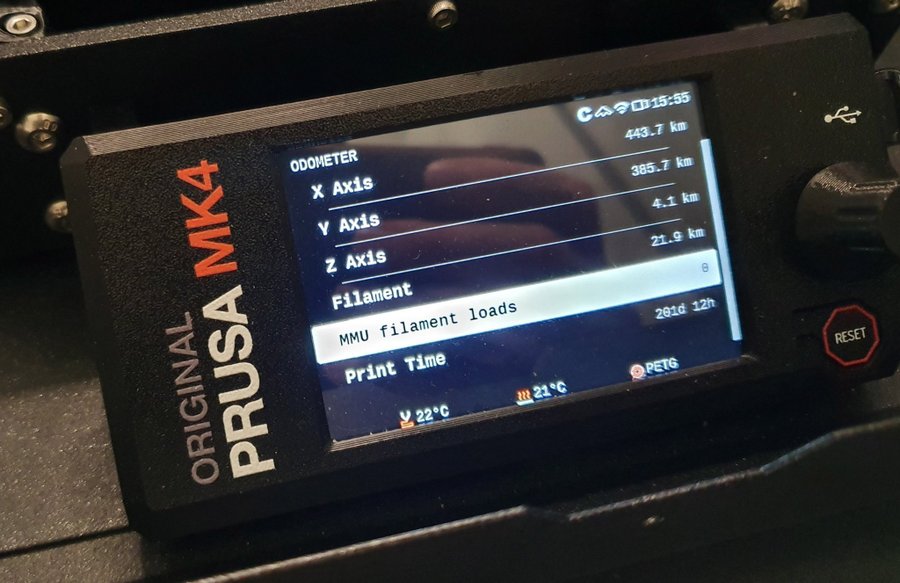 ORIGINAL
PRUSA MK4
15:55
ODOMETER
X Axis 443.7 km
Y Axis 385.7 km
Z Axis 4.1 km
Filament 21.9 km
MMU filament loads 0
Print Time 201d 12h
22°C 21°C PETG
RESET